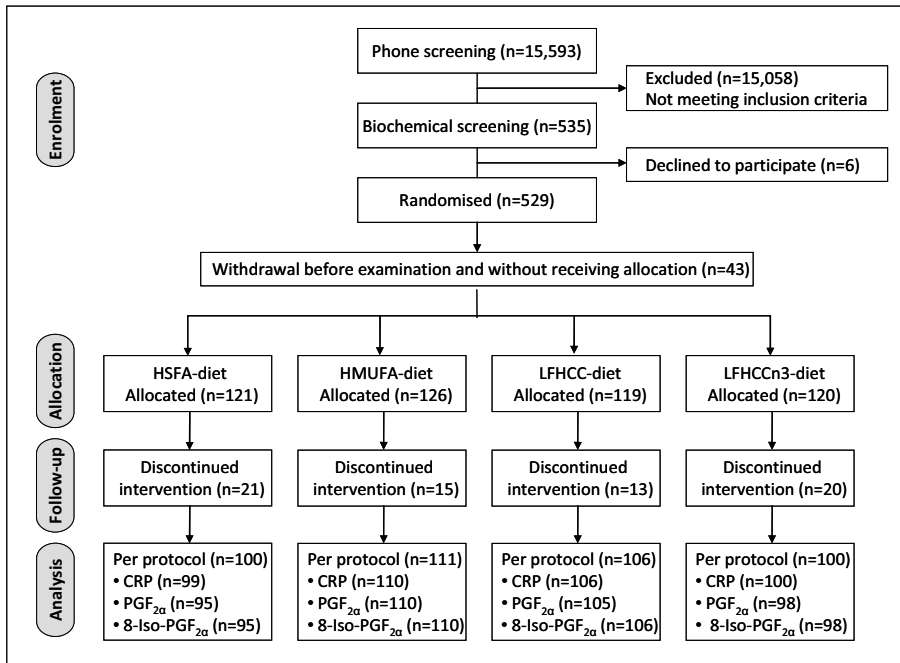 Enrolment
Phone screening (n=15,593)
Excluded (n=15,058)
Not meeting inclusion criteria
Biochemical screening (n=535)
Declined to participate (n=6)
Randomised (n=529)
Withdrawal before examination and without receiving allocation (n=43)
Allocation
HSFA-diet
Allocated (n=121)
HMUFA-diet
Allocated (n=126)
LFHCC-diet
Allocated (n=119)
LFHCCn3-diet
Allocated (n=120)
Follow-up
Discontinued
intervention (n=21)
Discontinued
intervention (n=15)
Discontinued
intervention (n=13)
Discontinued
intervention (n=20)
Analysis
Per protocol (n=100)
• CRP (n=99)
• PGF₂α (n=95)
• 8-Iso-PGF₂α (n=95)
Per protocol (n=111)
• CRP (n=110)
• PGF₂α (n=110)
• 8-Iso-PGF₂α (n=110)
Per protocol (n=106)
• CRP (n=106)
• PGF₂α (n=105)
• 8-Iso-PGF₂α (n=106)
Per protocol (n=100)
• CRP (n=100)
• PGF₂α (n=98)
• 8-Iso-PGF₂α (n=98)